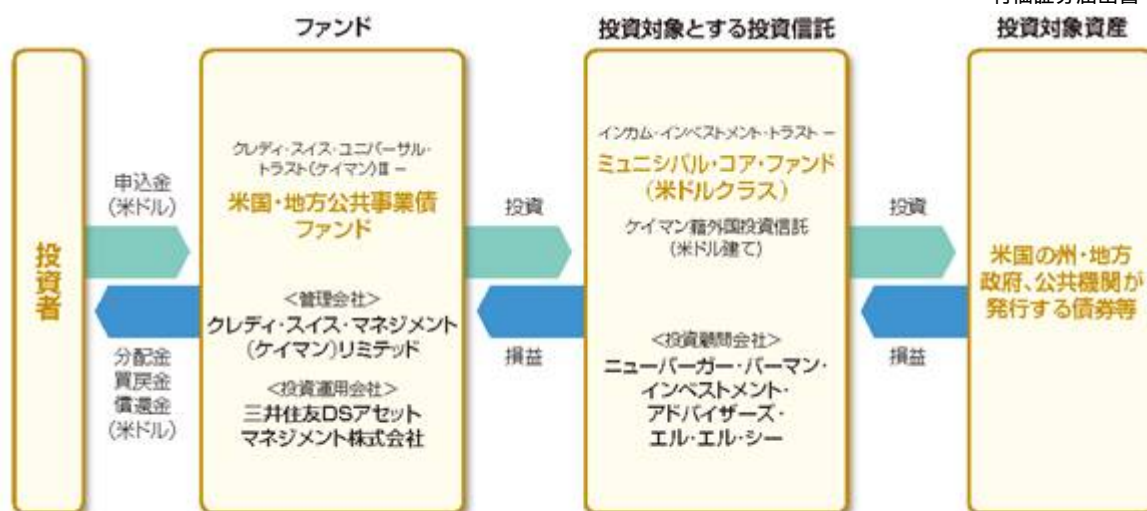 ファンド
投資対象とする投資信託
投資対象資産
投資者
申込金
(米ドル)
分配金
買戻金
償還金
(米ドル)
クレディ・スイス・ユニバーサル・
トラスト(ケイマン)Ⅱ－
米国・地方公共事業債
ファンド
<管理会社>
クレディ・スイス・マネジメント
(ケイマン)リミテッド
<投資運用会社>
三井住友DSアセット
マネジメント株式会社
投資
損益
インカム・インベストメント・トラスト－
ミュニシパル・コア・ファンド
(米ドルクラス)
ケイマン籍外国投資信託
(米ドル建て)
<投資顧問会社>
ニューバーガー・バーマン・
インベストメント・
アドバイザーズ・
エル・エル・シー
投資
損益
米国の州・地方
政府、公共機関が
発行する債券等